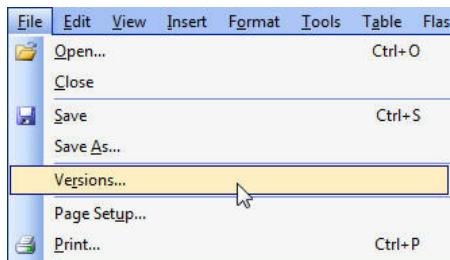 File Edit View Insert Format Tools Table Flas
Open... Ctrl+O
Close
Save Ctrl+S
Save As...
Versions...
Page Setup...
Print... Ctrl+P